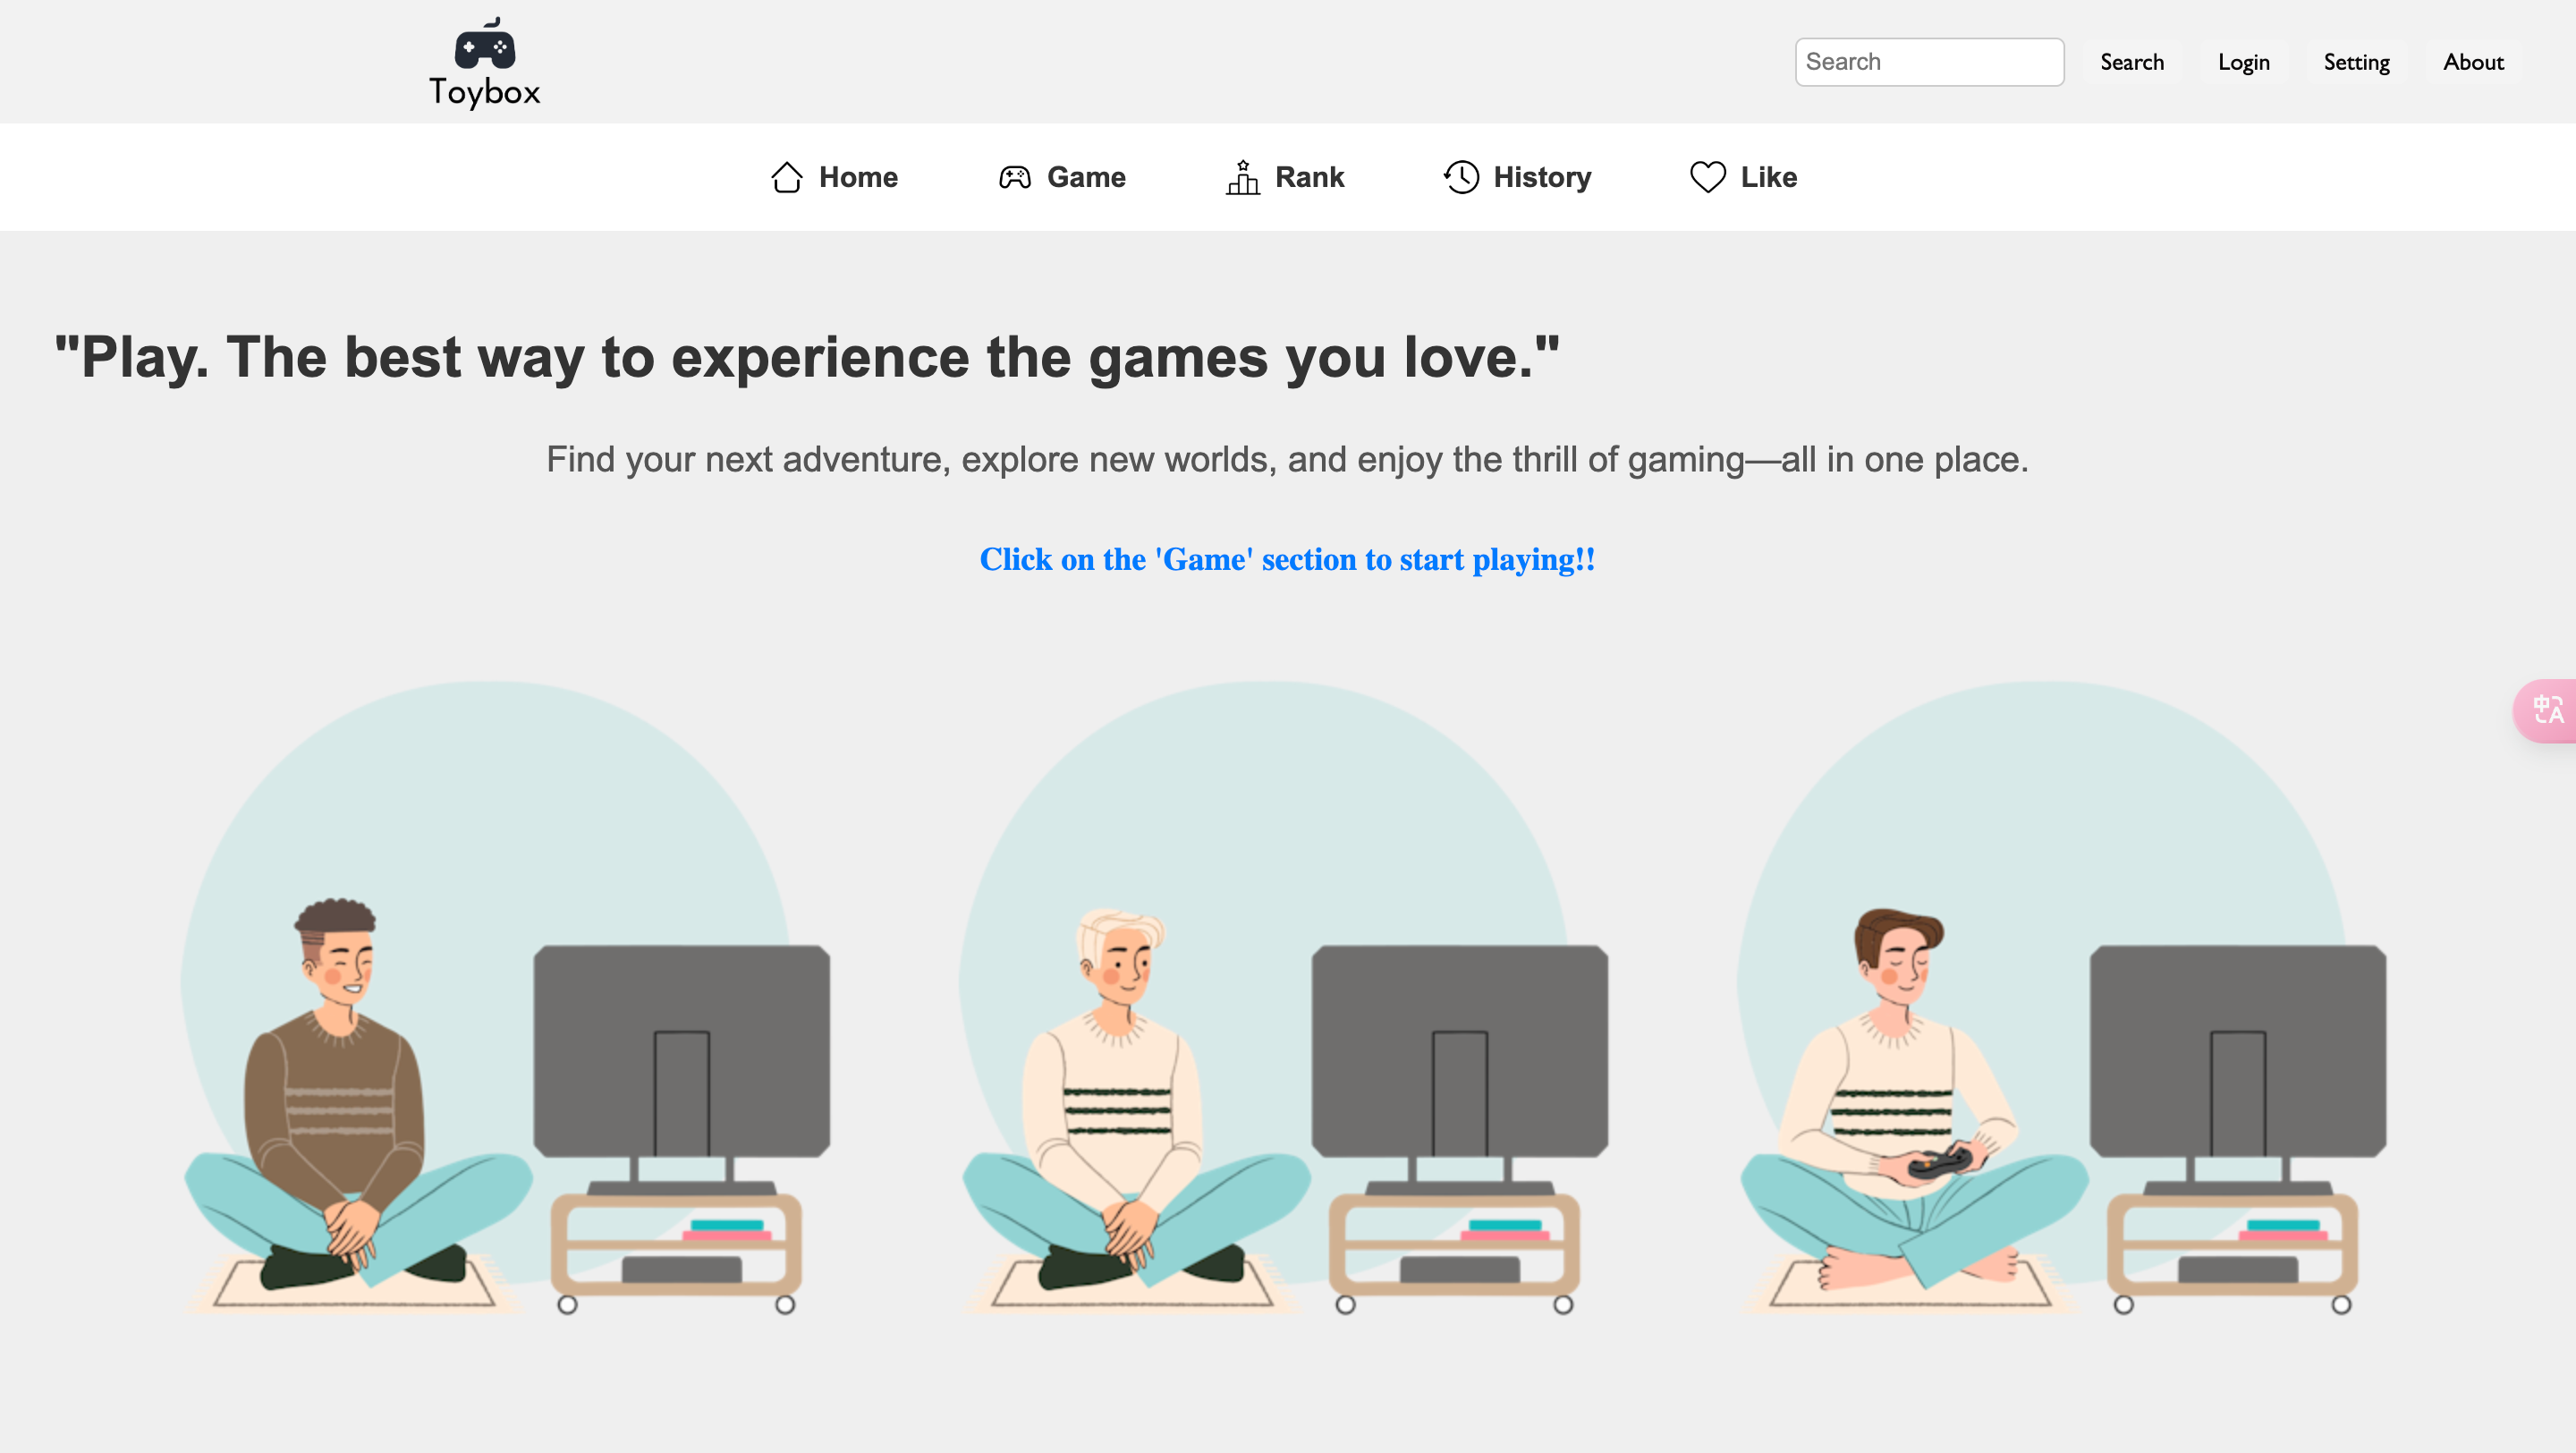 Toybox
Search Search Login Setting About
Home Game Rank History Like
"Play. The best way to experience the games you love."
Find your next adventure, explore new worlds, and enjoy the thrill of gaming—all in one place.
Click on the 'Game' section to start playing!!
中A